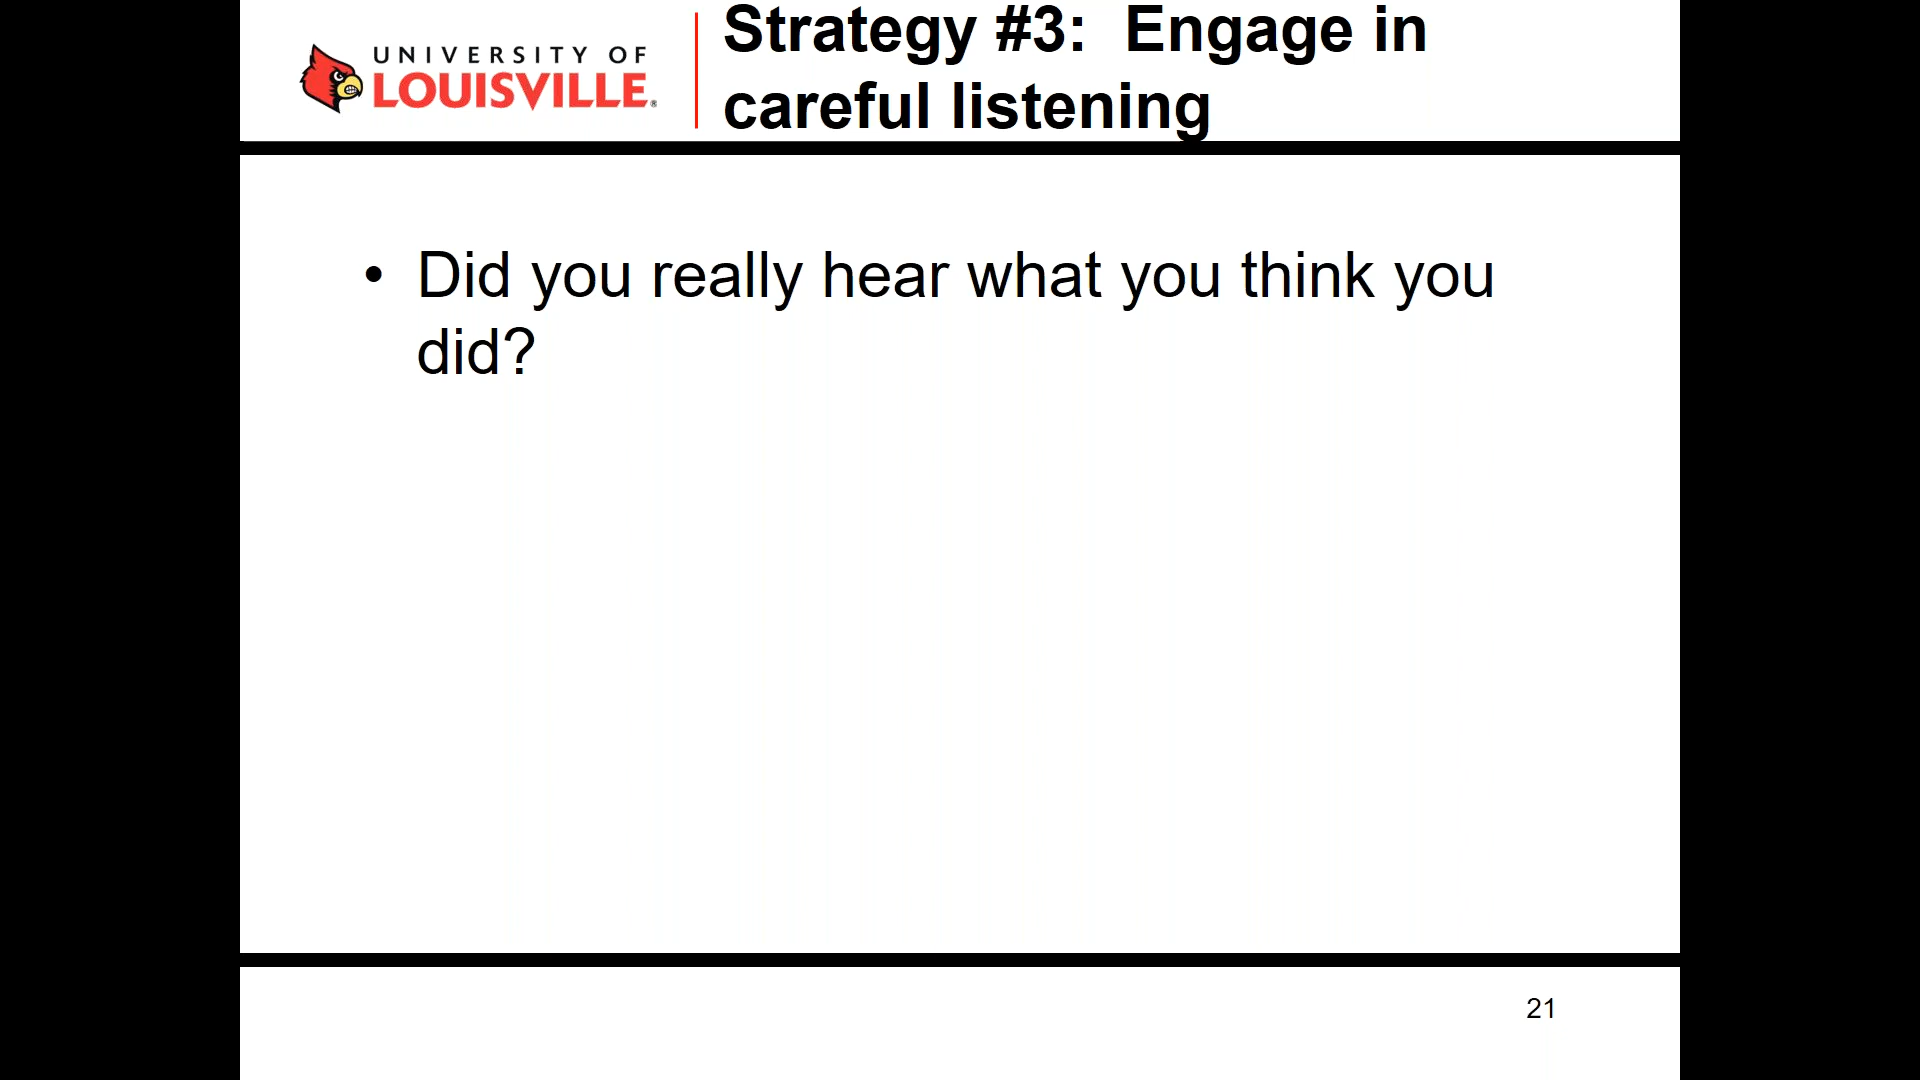 UNIVERSITY OF
LOUISVILLE®
Strategy #3:  Engage in
careful listening
• Did you really hear what you think you
did?
21